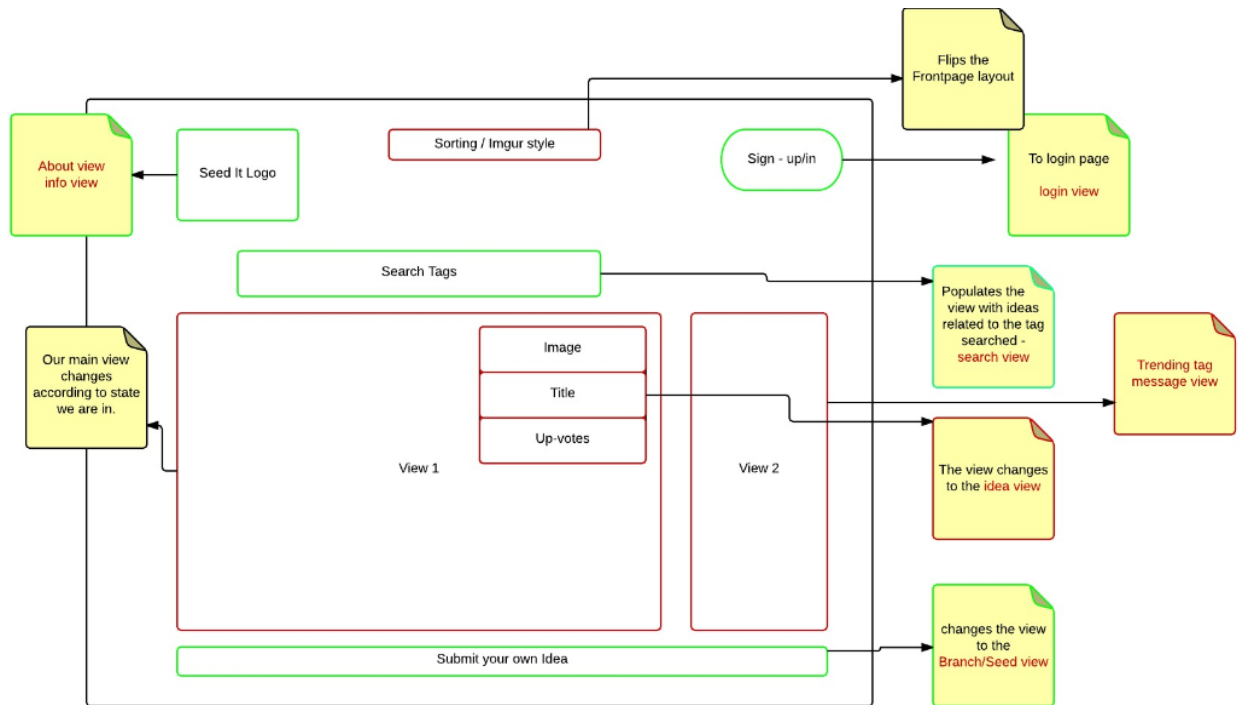 Flips the
Frontpage layout
Sorting / Imgur style
Sign - up/in
To login page
login view
About view
info view
Seed It Logo
Search Tags
Populates the
view with ideas
related to the tag
searched -
search view
Our main view
changes
according to state
we are in.
Image
Title
Up-votes
View 1
View 2
Trending tag
message view
The view changes
to the idea view
Submit your own Idea
changes the view
to the
Branch/Seed view